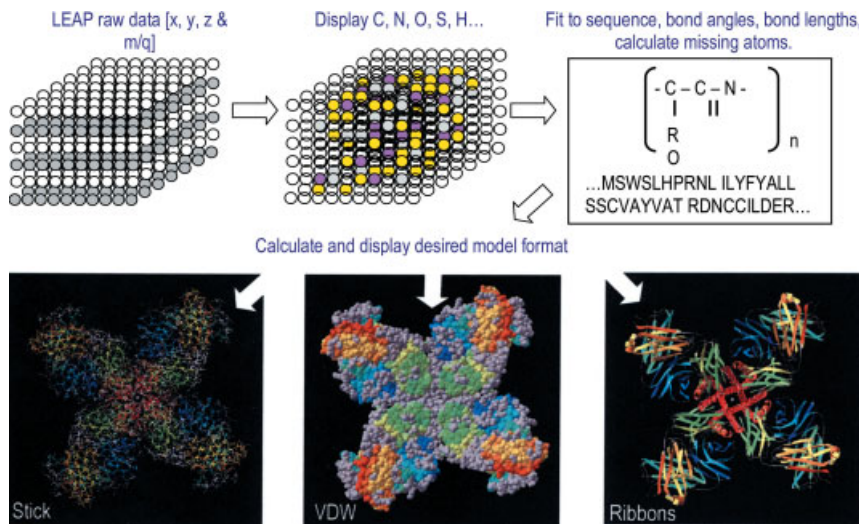 LEAP raw data [x, y, z &
m/q]
Display C, N, O, S, H...
Fit to sequence, bond angles, bond lengths,
calculate missing atoms.
- C – C – N -
R
O
n
...MSWSLHPRNL ILYFYALL
SSCVAYVAT RDNCCILDER...
Calculate and display desired model format
Stick
VDW
Ribbons